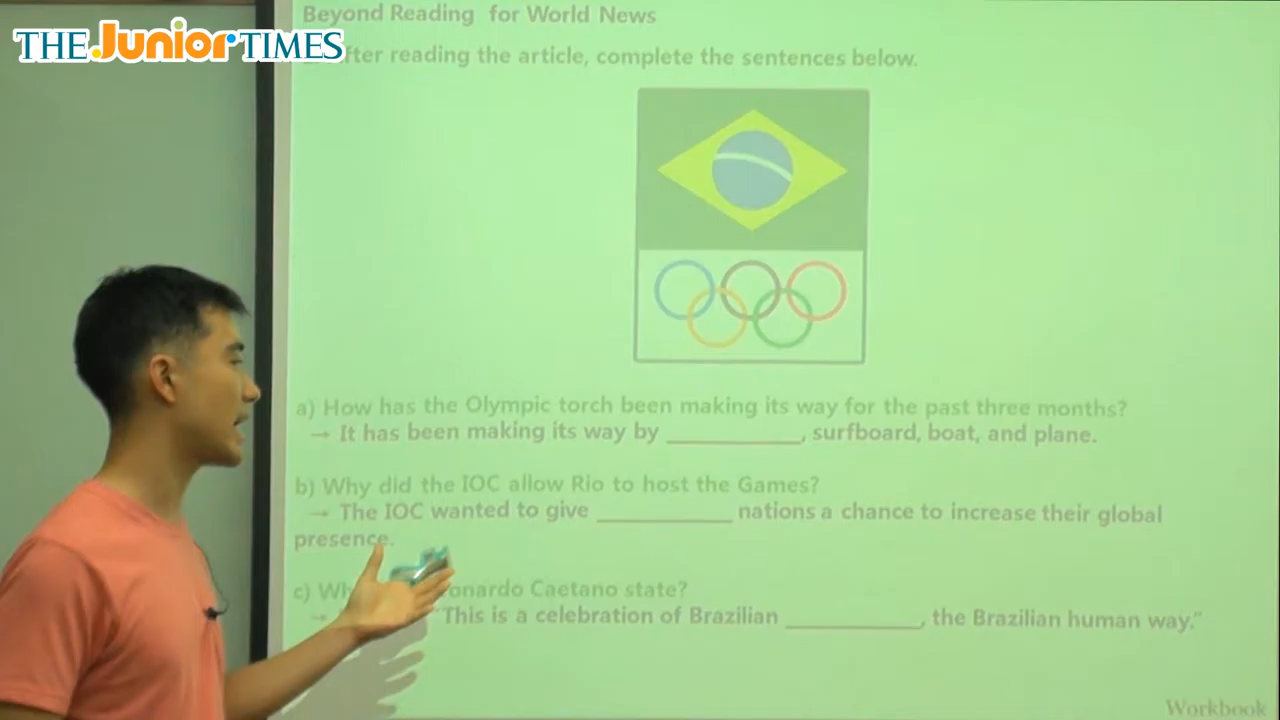 THE Junior TIMES
Beyond Reading for World News
fter reading the article, complete the sentences below.
a) How has the Olympic torch been making its way for the past three months?
→ It has been making its way by __________, surfboard, boat, and plane.
b) Why did the IOC allow Rio to host the Games?
→ The IOC wanted to give __________ nations a chance to increase their global
presence.
c) Wh onardo Caetano state?
→ "This is a celebration of Brazilian __________, the Brazilian human way."
Workbook